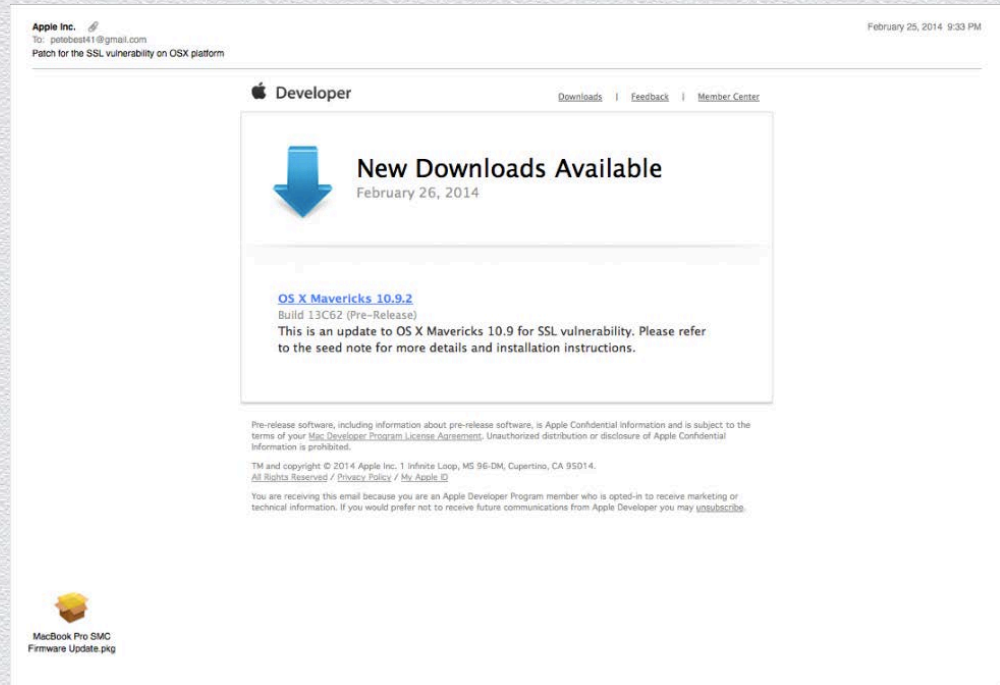 Apple Inc.
February 25, 2014 9:33 PM
To: petebest41@gmail.com
Patch for the SSL vulnerability on OSX platform
Developer
Downloads | Feedback | Member Center
New Downloads Available
February 26, 2014
OS X Mavericks 10.9.2
Build 13C62 (Pre-Release)
This is an update to OS X Mavericks 10.9 for SSL vulnerability. Please refer
to the seed note for more details and installation instructions.
Pre-release software, including information about pre-release software, is Apple Confidential Information and is subject to the
terms of your Mac Developer Program License Agreement. Unauthorized distribution or disclosure of Apple Confidential
Information is prohibited.
TM and copyright © 2014 Apple Inc. 1 Infinite Loop, MS 96-DM, Cupertino, CA 95014.
All Rights Reserved / Privacy Policy / My Apple ID
You are receiving this email because you are an Apple Developer Program member who is opted-in to receive marketing or
technical information. If you would prefer not to receive future communications from Apple Developer you may unsubscribe.
MacBook Pro SMC
Firmware Update.pkg